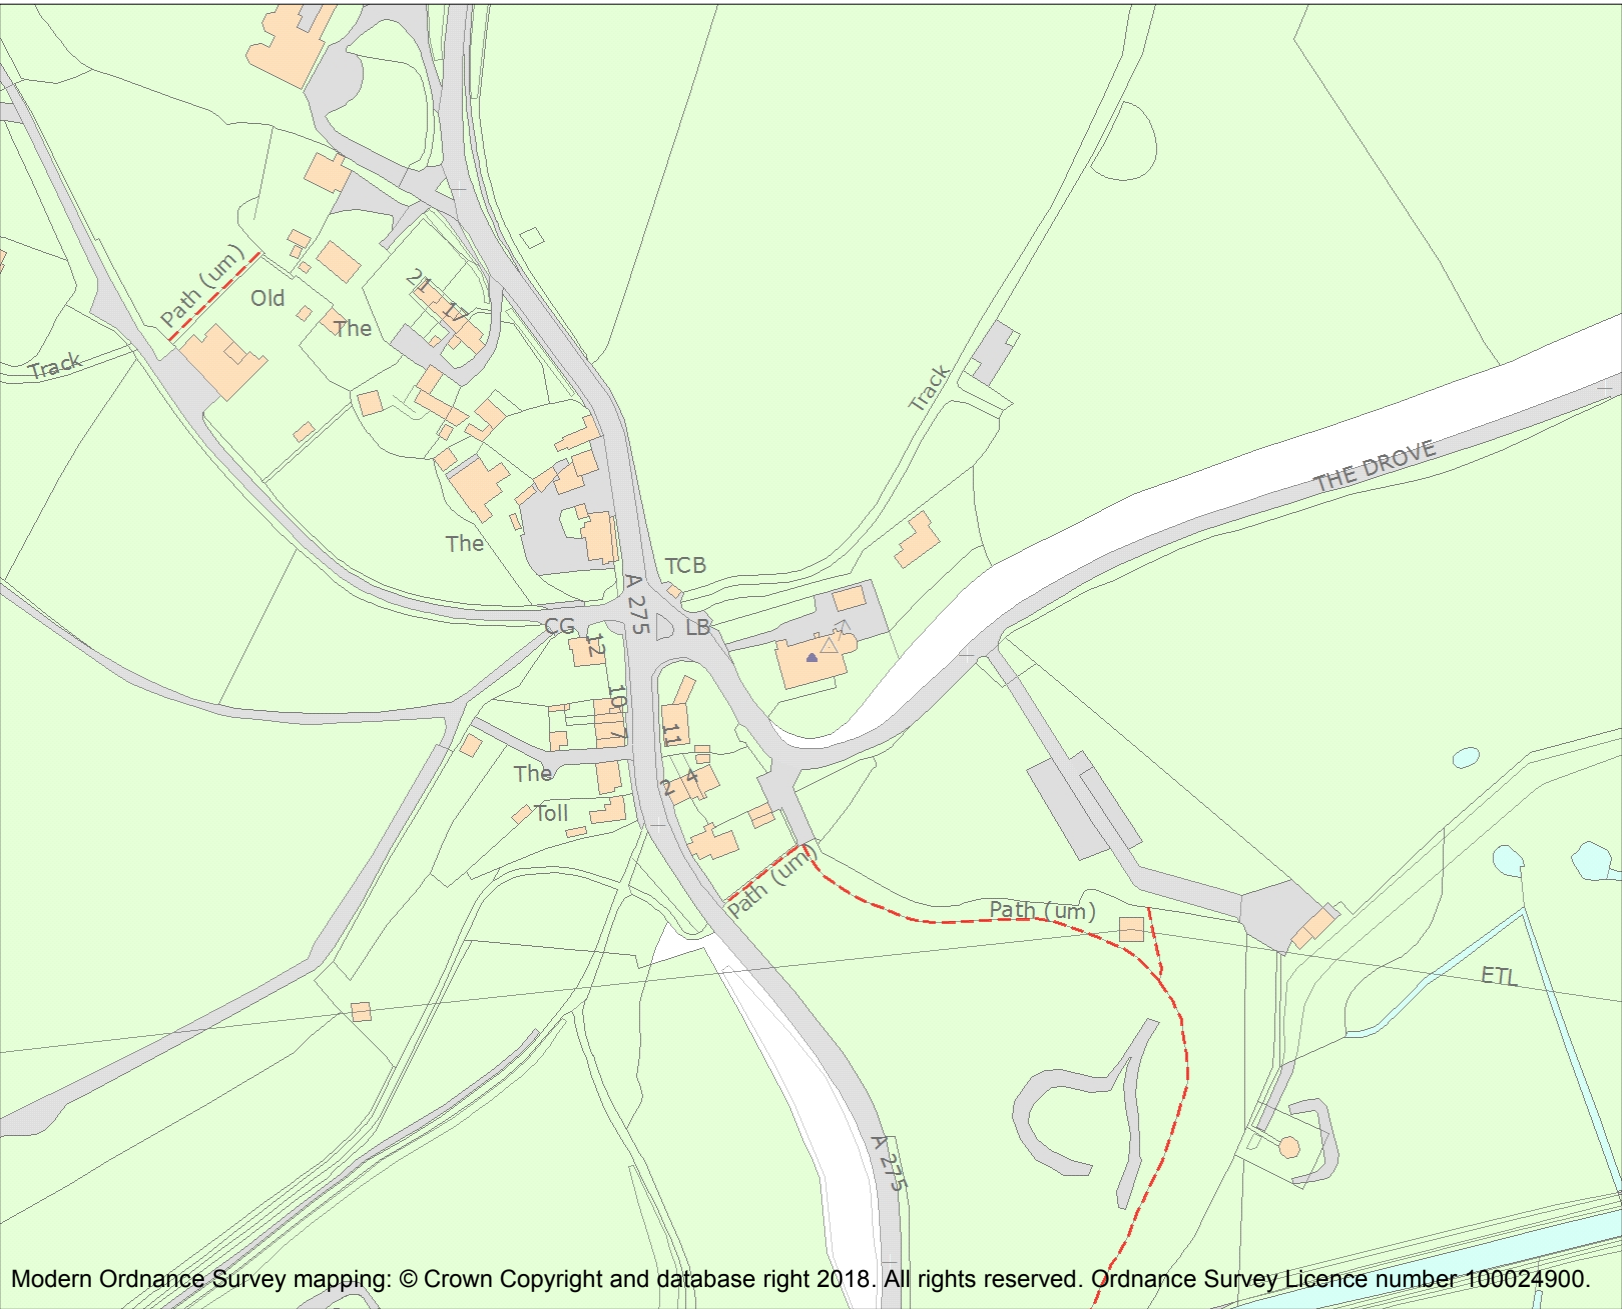 Path (um)
Old
21
17
The
Track
Track
THE DROVE
The
TCB
A 275
CG
LB
12
10
7
11
The
2
4
Toll
Path (um)
Path (um)
ETL
A 275
Modern Ordnance Survey mapping: © Crown Copyright and database right 2018. All rights reserved. Ordnance Survey Licence number 100024900.